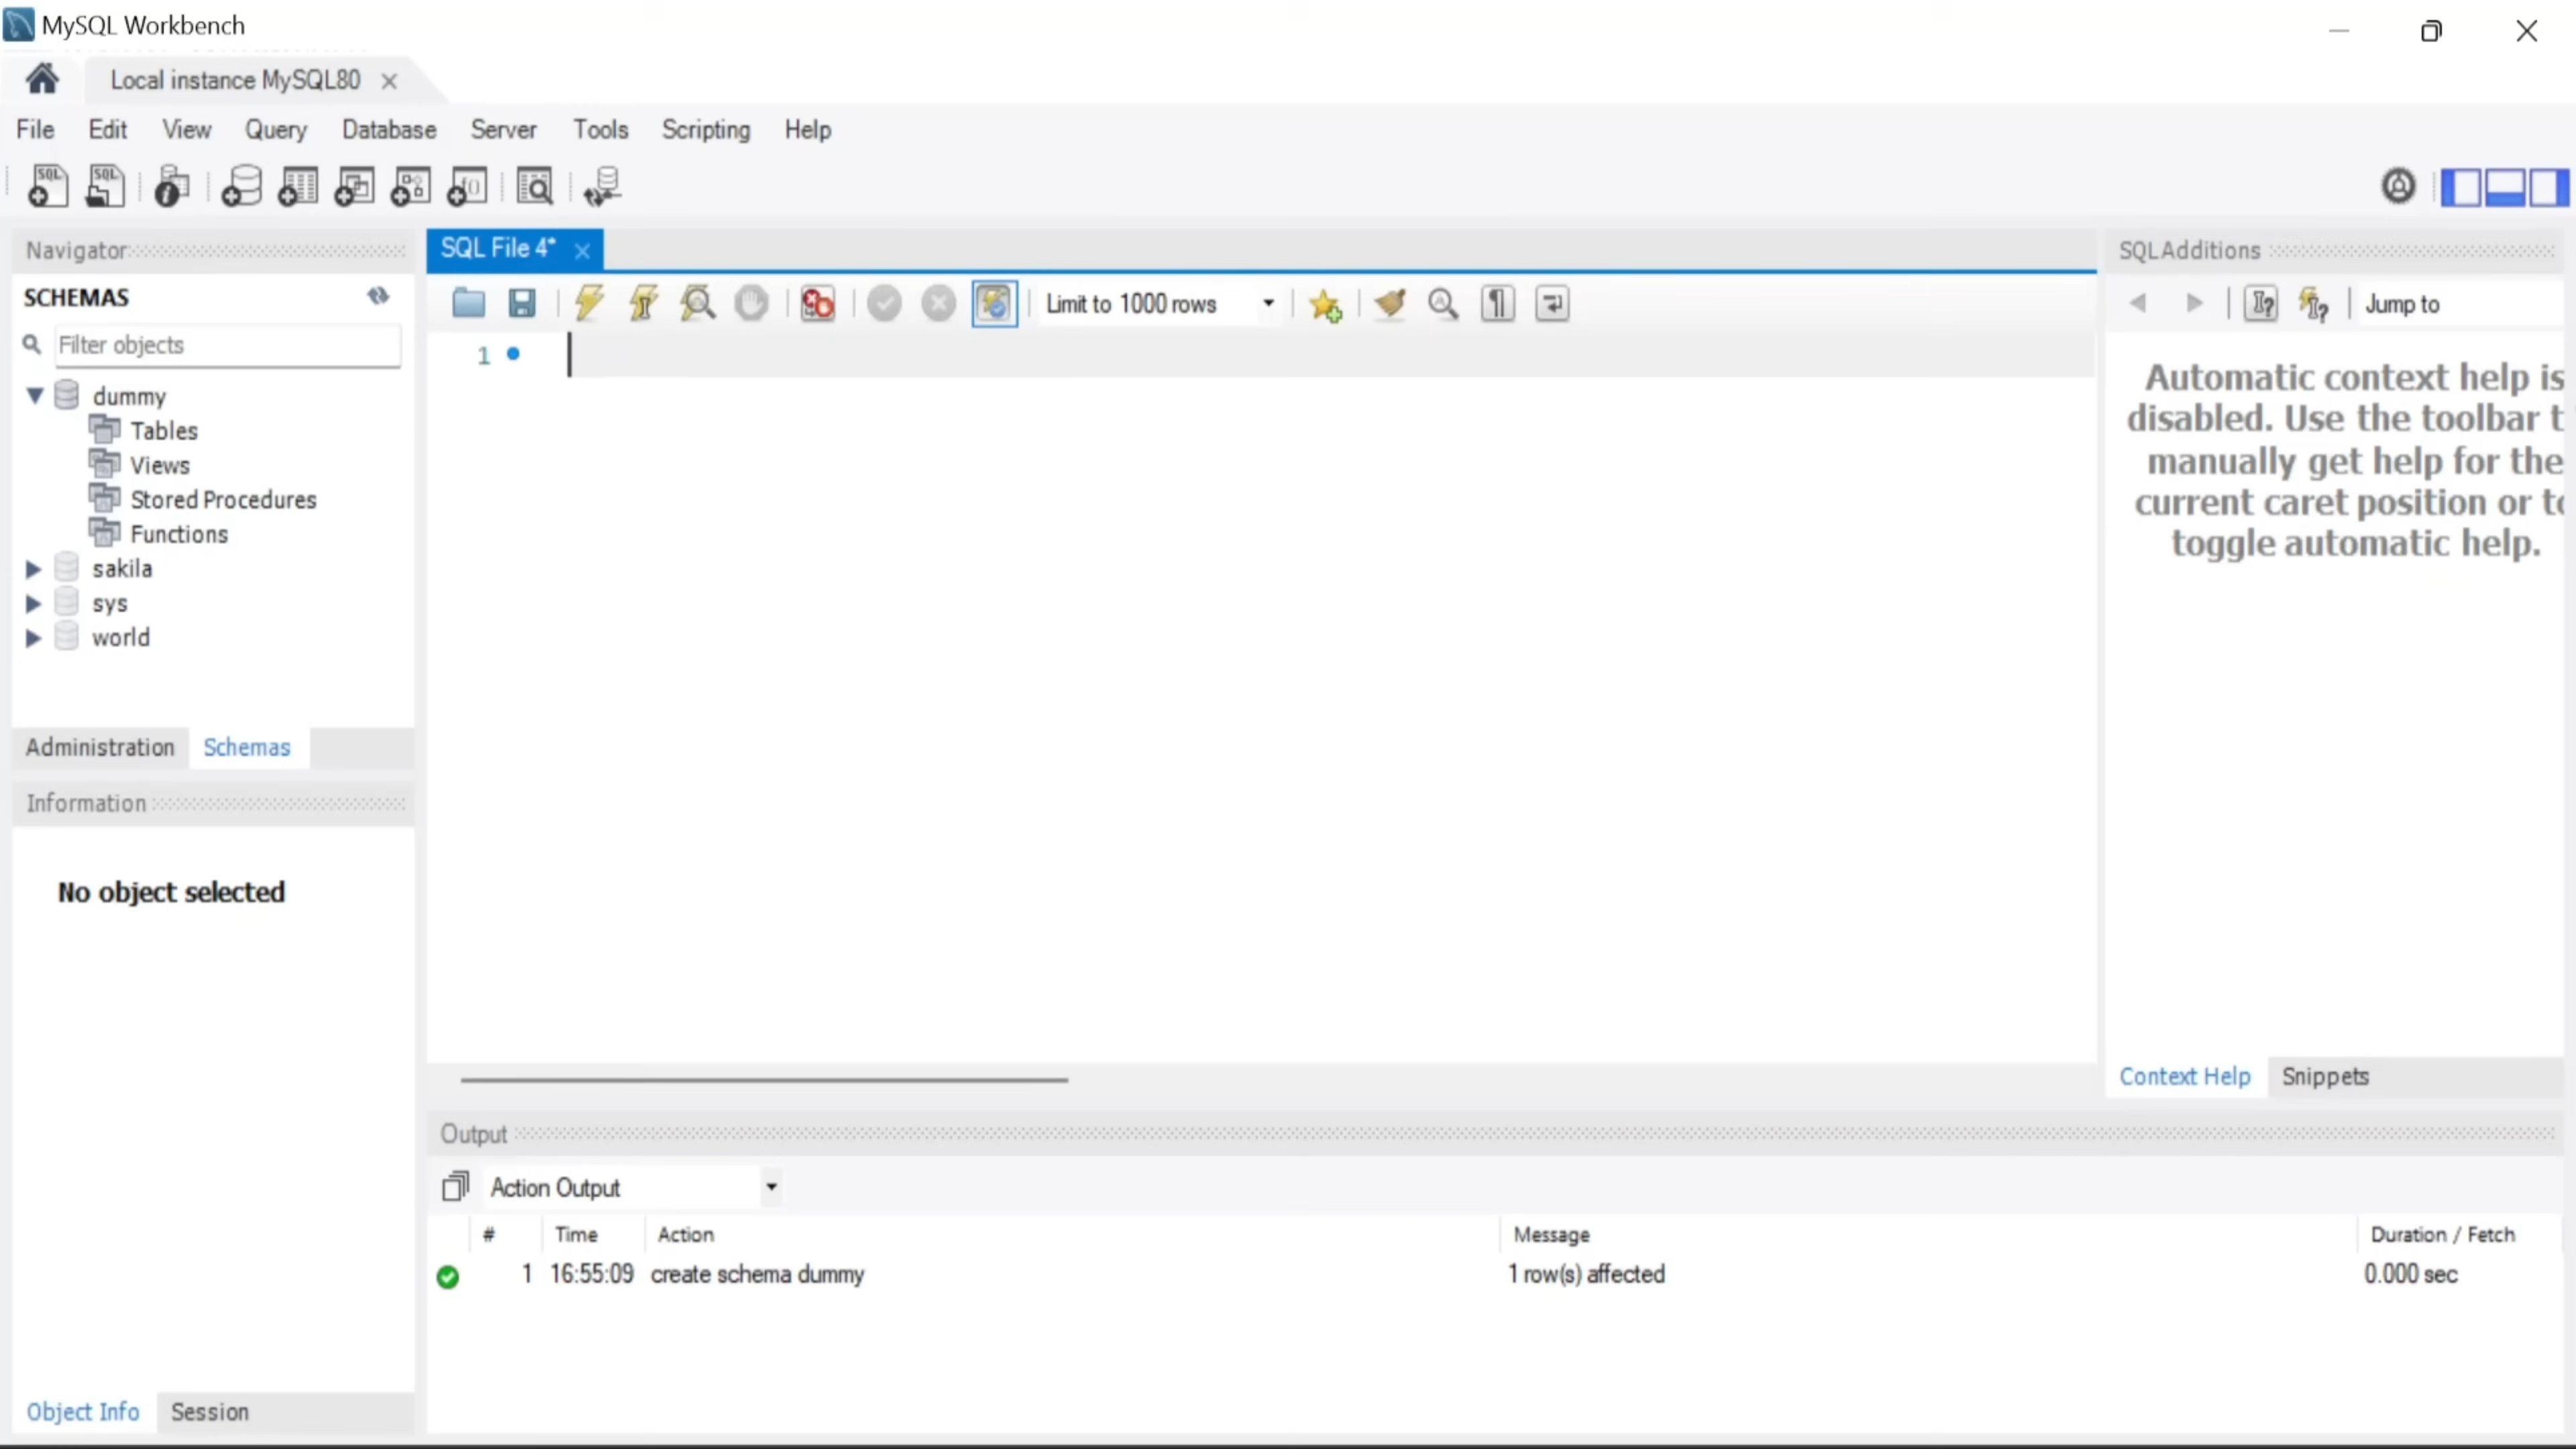 MySQL Workbench
Local instance MySQL80
File Edit View Query Database Server Tools Scripting Help
Navigator
SCHEMAS
Filter objects
dummy
Tables
Views
Stored Procedures
Functions
sakila
sys
world
Administration Schemas
Information
No object selected
Object Info Session
SQL File 4*
Limit to 1000 rows
1
SQLAdditions
Jump to
Automatic context help is
disabled. Use the toolbar t
manually get help for the
current caret position or to
toggle automatic help.
Context Help Snippets
Output
Action Output
# Time Action Message Duration / Fetch
1 16:55:09 create schema dummy 1 row(s) affected 0.000 sec